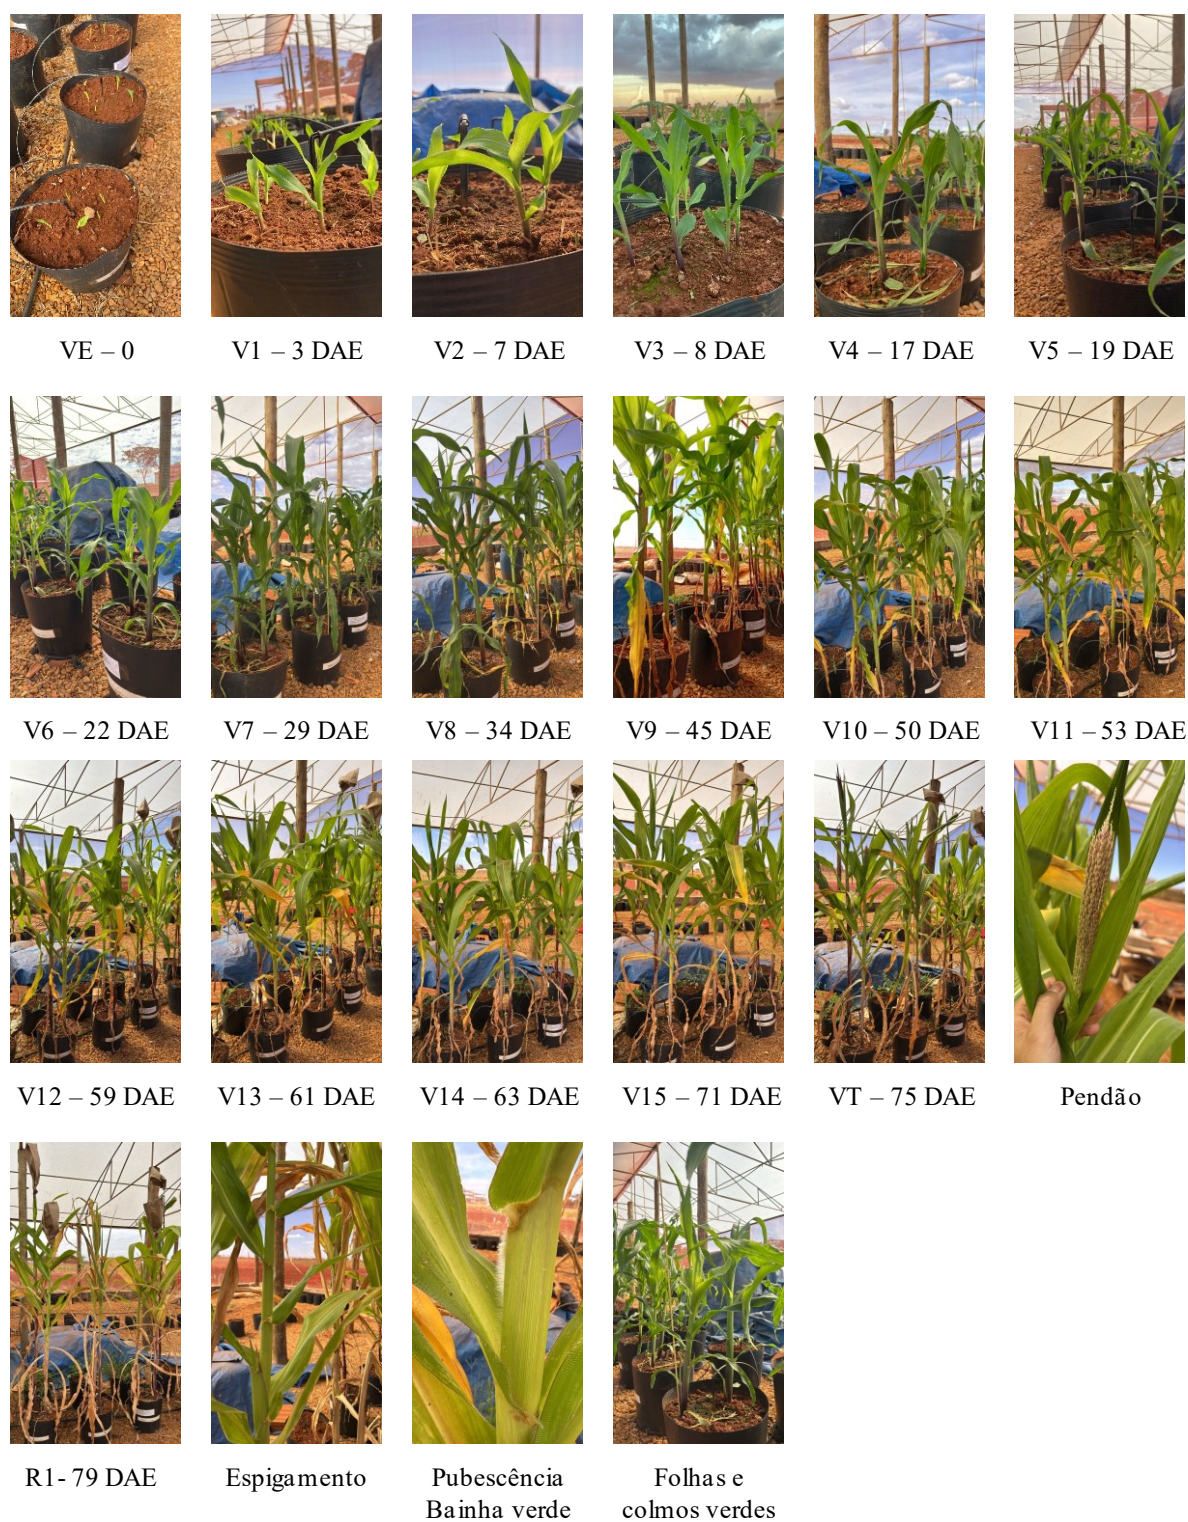 VE – 0
V1 – 3 DAE
V2 – 7 DAE
V3 – 8 DAE
V4 – 17 DAE
V5 – 19 DAE
V6 – 22 DAE
V7 – 29 DAE
V8 – 34 DAE
V9 – 45 DAE
V10 – 50 DAE
V11 – 53 DAE
V12 – 59 DAE
V13 – 61 DAE
V14 – 63 DAE
V15 – 71 DAE
VT – 75 DAE
Pendão
R1- 79 DAE
Espigamento
Pubescência
Bainha verde
Folhas e
colmos verdes